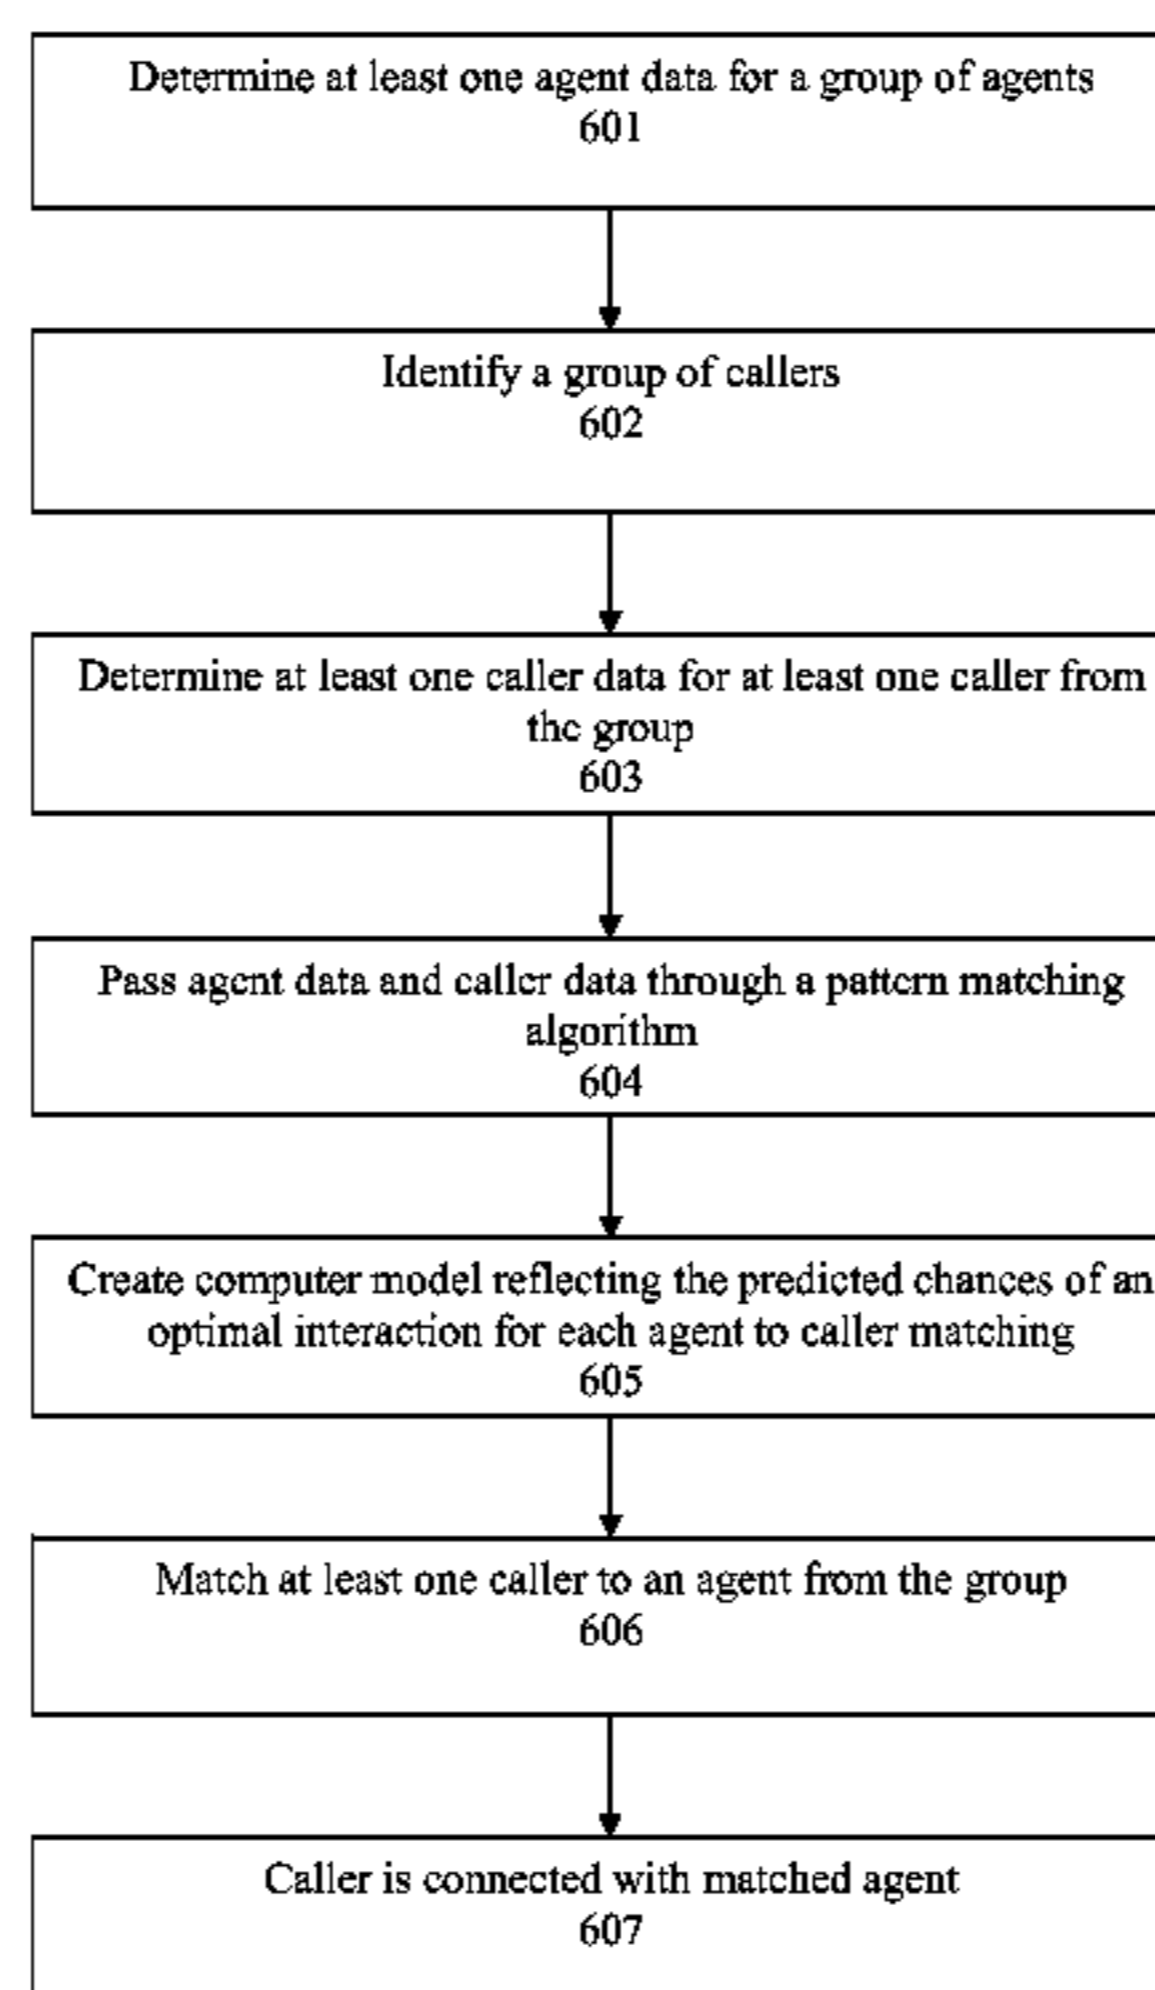 Determine at least one agent data for a group of agents
601
Identify a group of callers
602
Determine at least one caller data for at least one caller from
the group
603
Pass agent data and caller data through a pattern matching
algorithm
604
Create computer model reflecting the predicted chances of an
optimal interaction for each agent to caller matching
605
Match at least one caller to an agent from the group
606
Caller is connected with matched agent
607